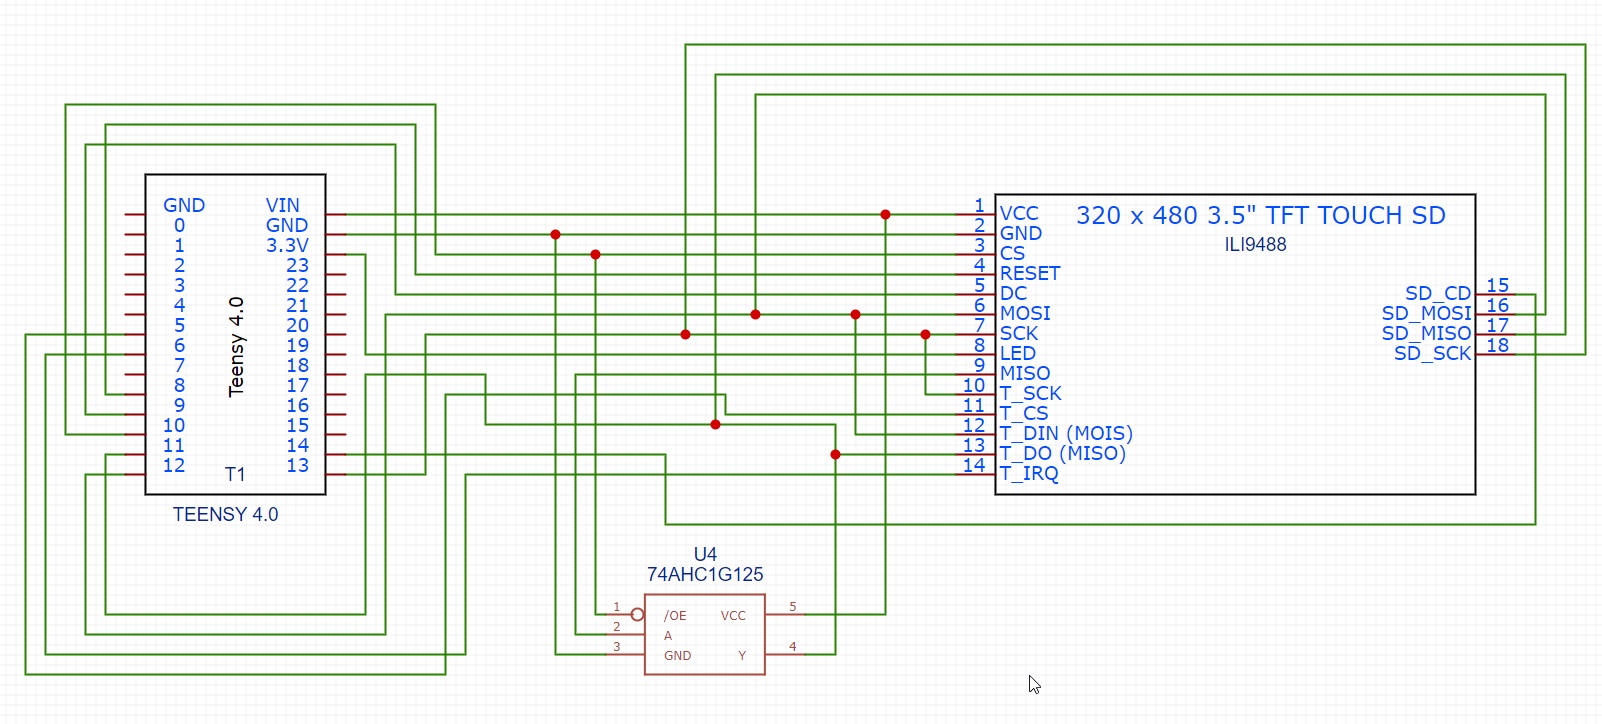 GND VIN
0 GND
1 3.3V
2 23
3 22
4 21
5 20
6 19
7 18
8 17
9 16
10 15
11 14
12 13
Teensy 4.0
T1
TEENSY 4.0
320 x 480 3.5" TFT TOUCH SD
ILI9488
1 VCC
2 GND
3 CS
4 RESET
5 DC
6 MOSI
7 SCK
8 LED
9 MISO
10 T_SCK
11 T_CS
12 T_DIN (MOIS)
13 T_DO (MISO)
14 T_IRQ
SD_CD 15
SD_MOSI 16
SD_MISO 17
SD_SCK 18
U4
74AHC1G125
1 /OE VCC 5
2 A
3 GND Y 4